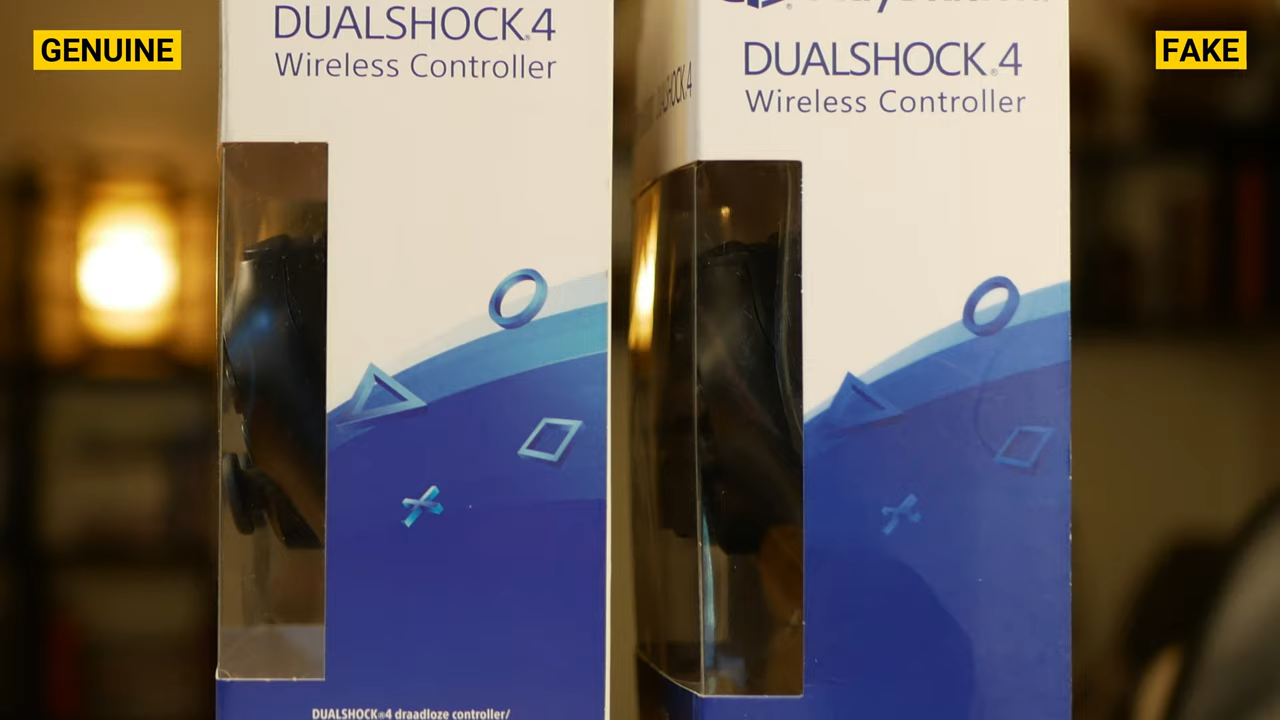 GENUINE
FAKE
DUALSHOCK®4
Wireless Controller
DUALSHOCK®4 draadloze controller/
DUALSHOCK®4
Wireless Controller